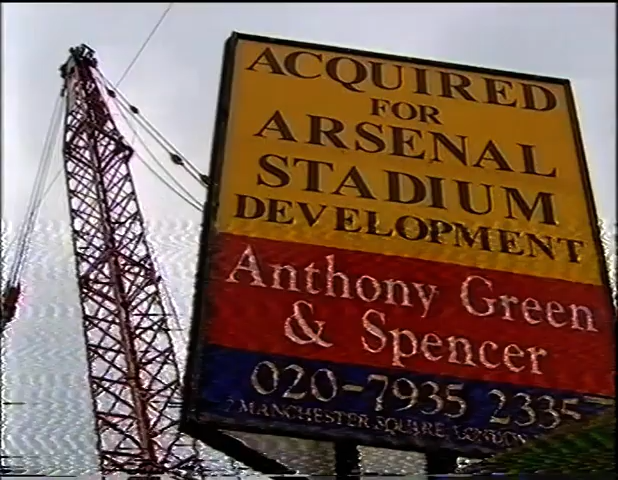 ACQUIRED
FOR
ARSENAL
STADIUM
DEVELOPMENT
Anthony Green
& Spencer
020-7935 2335
7 MANCHESTER SQUARE, LONDON